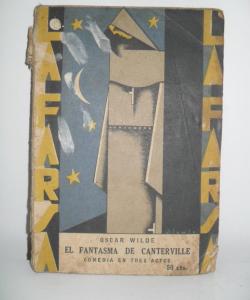 LA FARSA
LA FARSA
OSCAR WILDE
EL FANTASMA DE CANTERVILLE
COMEDIA EN TRES ACTOS
50 cts.